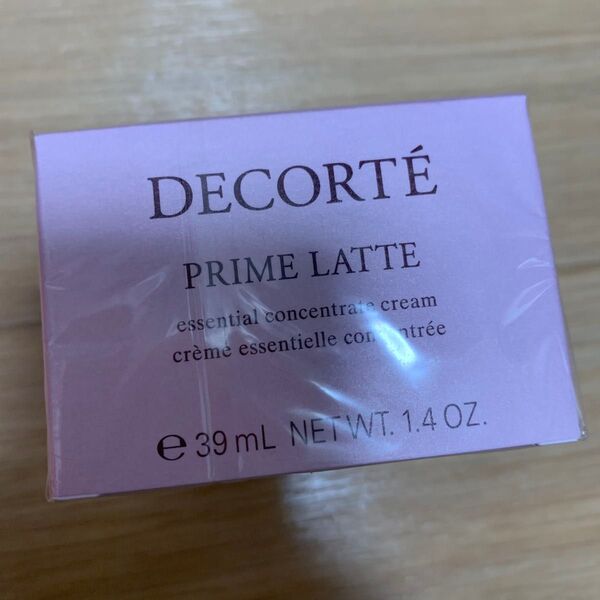 DECORTÉ
PRIME LATTE
essential concentrate cream
crème essentielle concentrée
℮ 39 mL NET WT. 1.4 OZ.